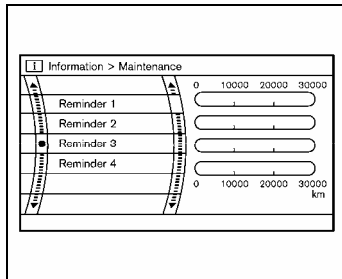 i Information > Maintenance
0 10000 20000 30000
Reminder 1
Reminder 2
Reminder 3
Reminder 4
0 10000 20000 30000
km